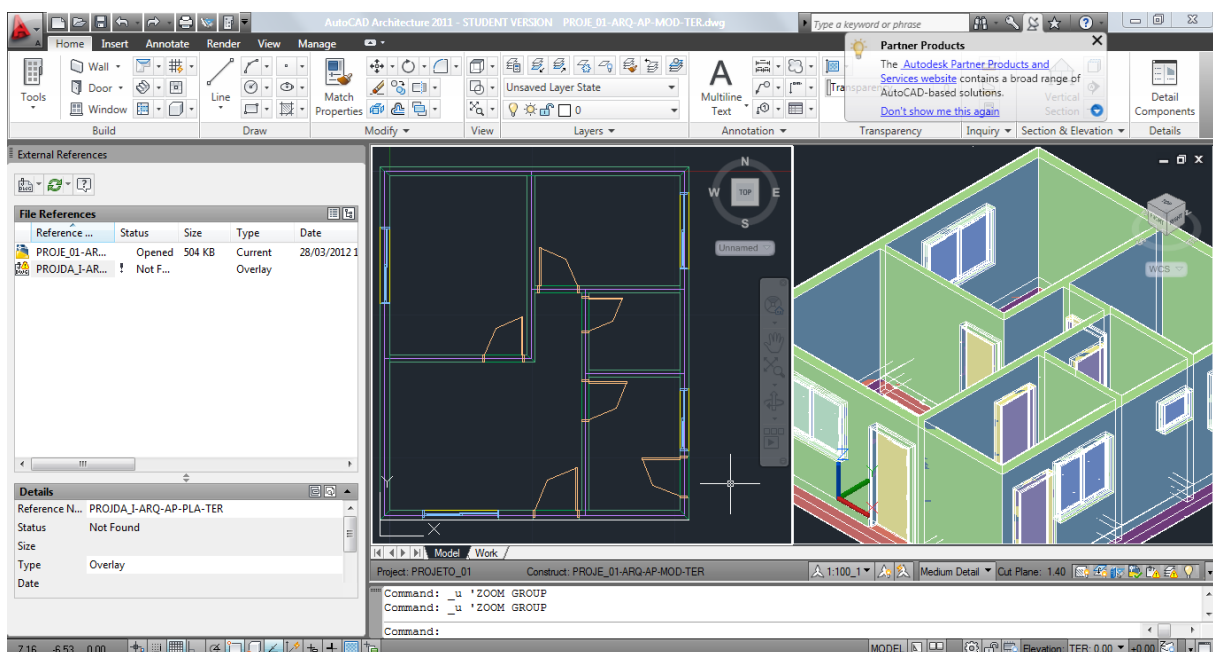 AutoCAD Architecture 2011 - STUDENT VERSION PROJE_01-ARQ-AP-MOD-TER.dwg
Type a keyword or phrase
Home Insert Annotate Render View Manage
Partner Products
The Autodesk Partner Products and
Services website contains a broad range of
AutoCAD-based solutions.
Don't show me this again
Tools
Wall
Door
Window
Line
Match
Properties
Unsaved Layer State
0
A
Multiline
Text
Vertical
Section
Detail
Components
Build Draw Modify View Layers Annotation Transparency Inquiry Section & Elevation Details
External References
File References
Reference ... Status Size Type Date
PROJE_01-AR... Opened 504 KB Current 28/03/2012 1
PROJDA_I-AR... ! Not F... Overlay
Details
Reference N... PROJDA_I-ARQ-AP-PLA-TER
Status Not Found
Size
Type Overlay
Date
N
W TOP E
S
Unnamed
Y
X
TOP
WCS
Model Work
Project: PROJETO_01 Construct: PROJE_01-ARQ-AP-MOD-TER 1:100_1 Medium Detail Cut Plane: 1.40
Command: _u 'ZOOM GROUP
Command: _u 'ZOOM GROUP
Command:
7.16 -6.53 0.00 MODEL Elevation: TER: 0.00 +0.00